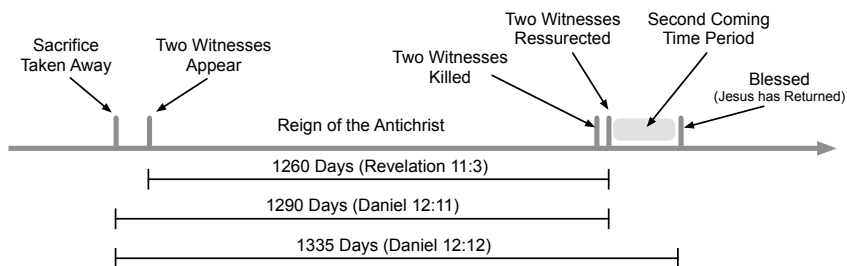 Sacrifice
Taken Away
Two Witnesses
Appear
Two Witnesses
Killed
Two Witnesses
Ressurected
Second Coming
Time Period
Blessed
(Jesus has Returned)
Reign of the Antichrist
1260 Days (Revelation 11:3)
1290 Days (Daniel 12:11)
1335 Days (Daniel 12:12)